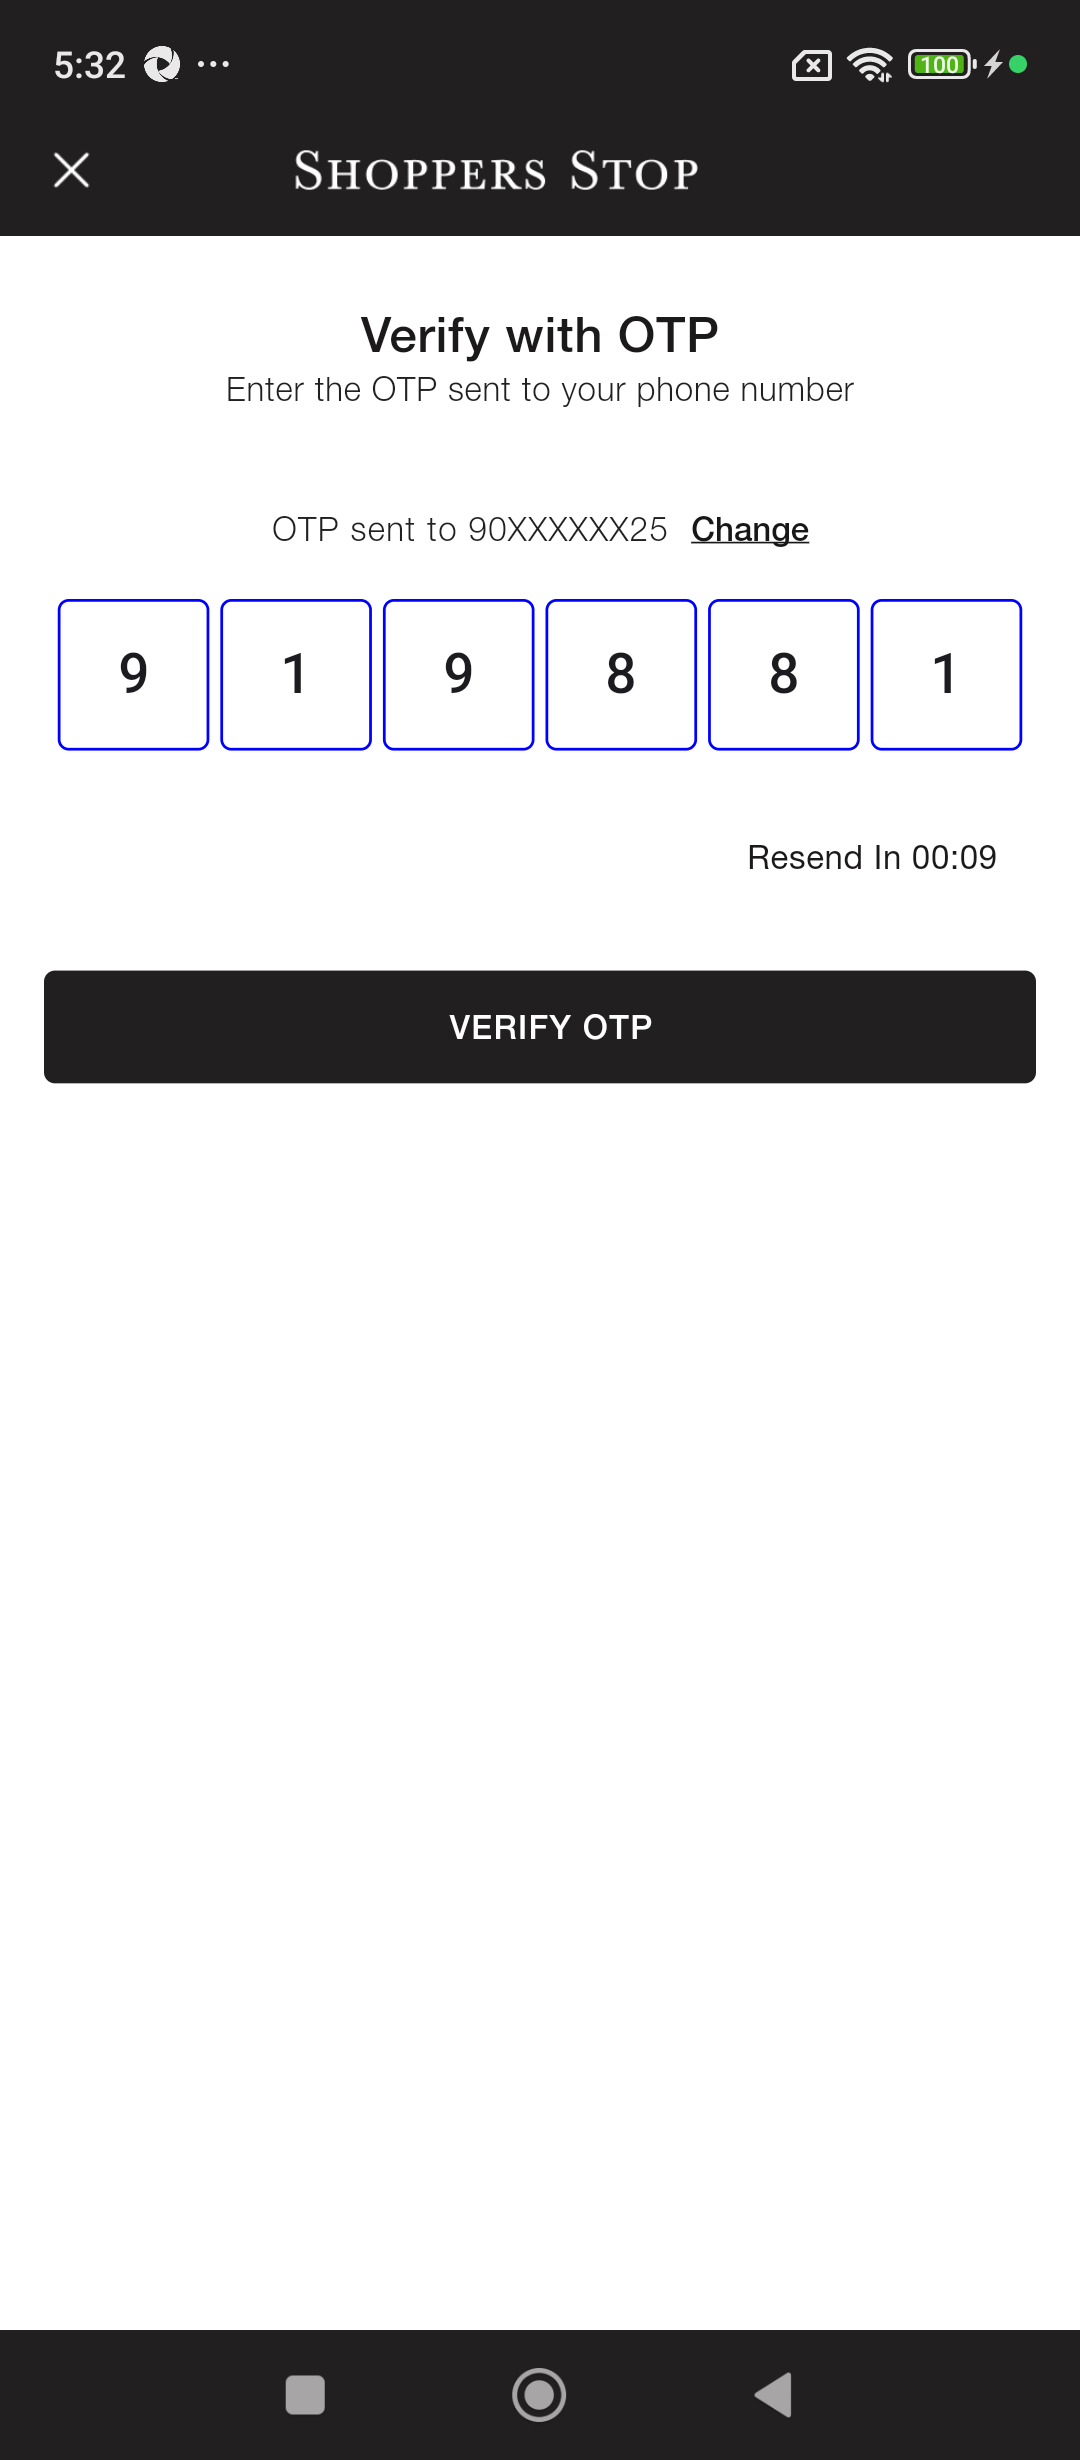 5:32
100
SHOPPERS STOP
Verify with OTP
Enter the OTP sent to your phone number
OTP sent to 90XXXXXX25 Change
9 1 9 8 8 1
Resend In 00:09
VERIFY OTP